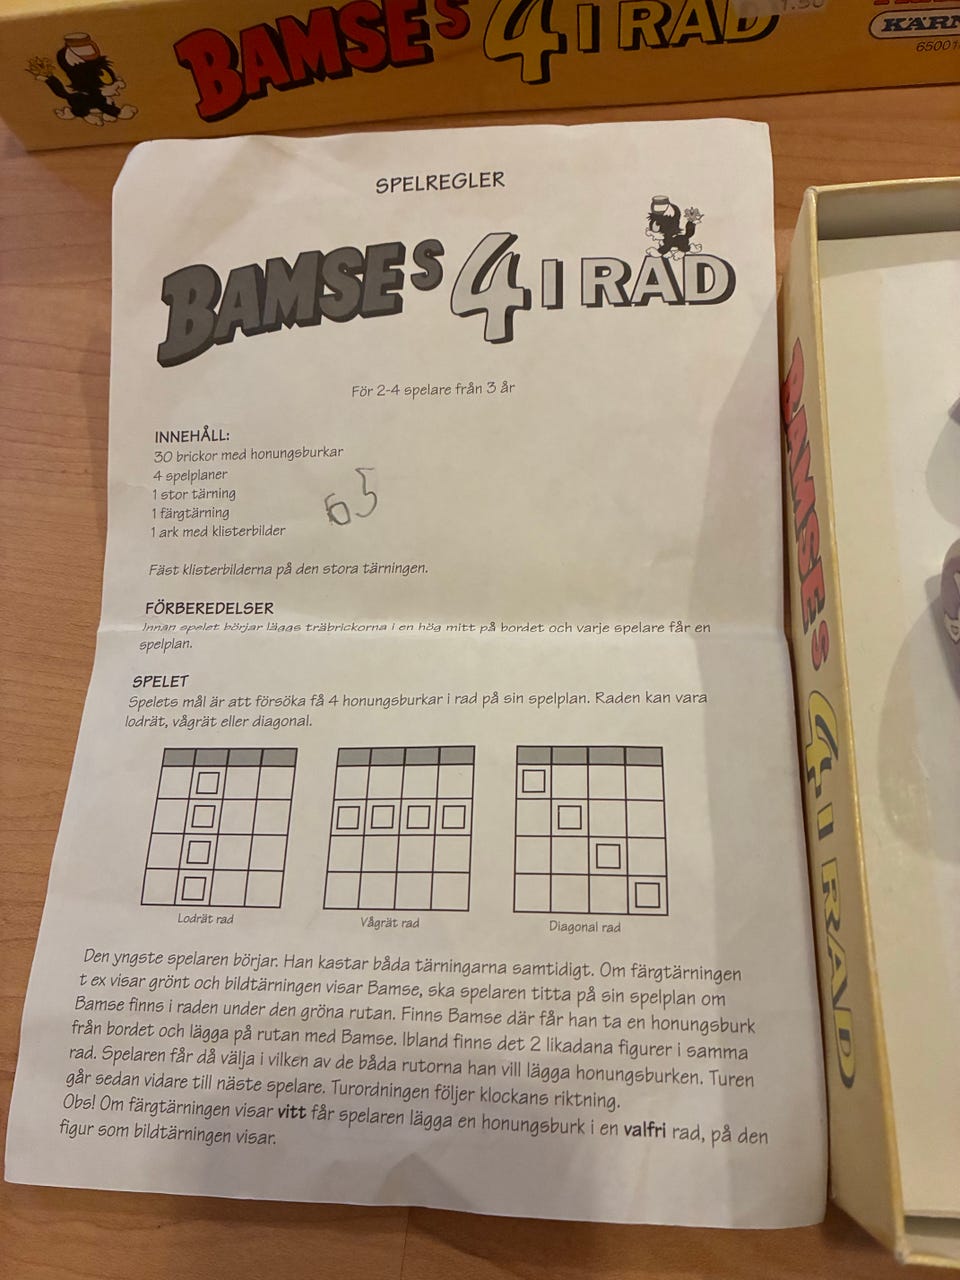 BAMSES 4 I RAD
KÄRN
SPELREGLER
BAMSES 4 I RAD
För 2-4 spelare från 3 år
INNEHÅLL:
30 brickor med honungsburkar
4 spelplaner
1 stor tärning
1 färgtärning
1 ark med klisterbilder
65
Fäst klisterbilderna på den stora tärningen.
FÖRBEREDELSER
Innan spelet börjar läggs träbrickorna i en hög mitt på bordet och varje spelare får en
spelplan.
SPELET
Spelets mål är att försöka få 4 honungsburkar i rad på sin spelplan. Raden kan vara
lodrät, vågrät eller diagonal.
Lodrät rad
Vågrät rad
Diagonal rad
Den yngste spelaren börjar. Han kastar båda tärningarna samtidigt. Om färgtärningen
t ex visar grönt och bildtärningen visar Bamse, ska spelaren titta på sin spelplan om
Bamse finns i raden under den gröna rutan. Finns Bamse där får han ta en honungsburk
från bordet och lägga på rutan med Bamse. Ibland finns det 2 likadana figurer i samma
rad. Spelaren får då välja i vilken av de båda rutorna han vill lägga honungsburken. Turen
går sedan vidare till näste spelare. Turordningen följer klockans riktning.
Obs! Om färgtärningen visar vitt får spelaren lägga en honungsburk i en valfri rad, på den
figur som bildtärningen visar.
BAMSES 4 I RAD